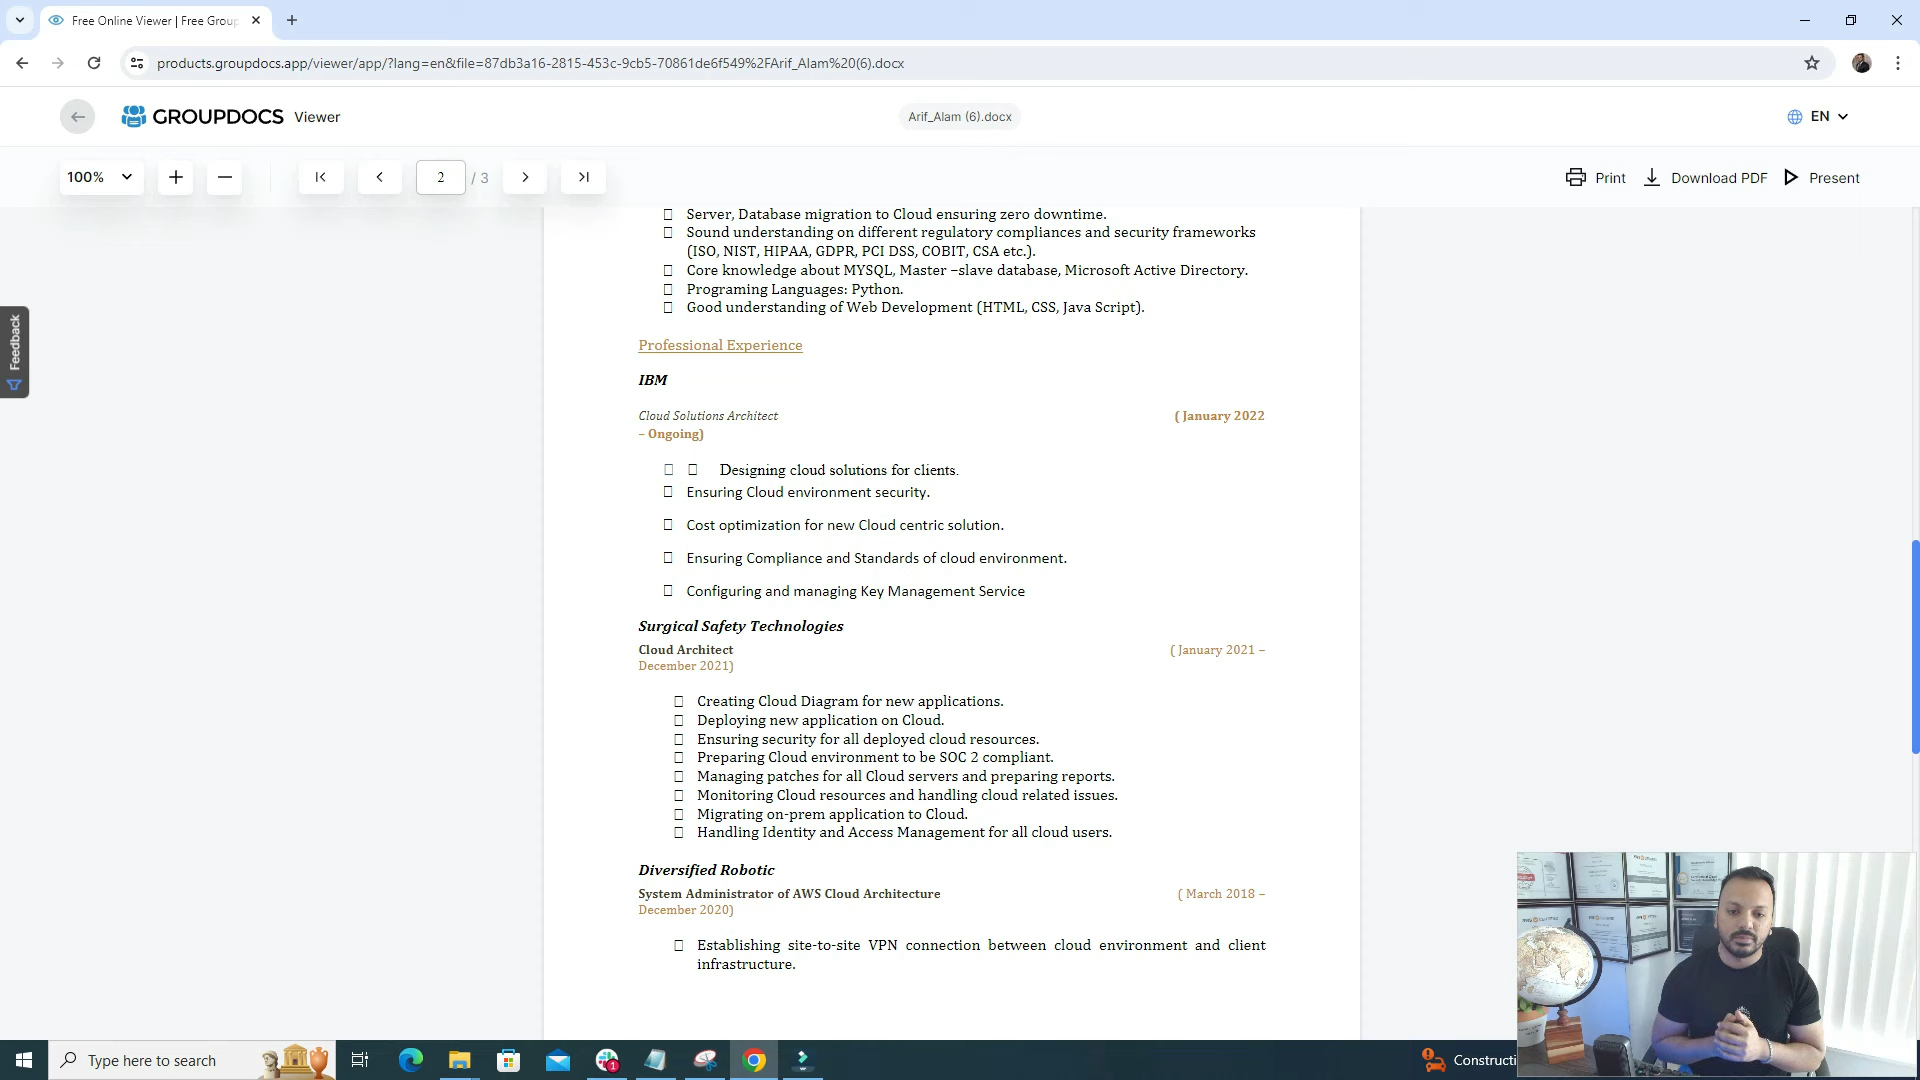 Free Online Viewer | Free Group
products.groupdocs.app/viewer/app/?lang=en&file=87db3a16-2815-453c-9cb5-70861de6f549%2FArif_Alam%20(6).docx
GROUPDOCS Viewer
Arif_Alam (6).docx
EN
100%
2 / 3
Print
Download PDF
Present
Feedback
Server, Database migration to Cloud ensuring zero downtime.
Sound understanding on different regulatory compliances and security frameworks
(ISO, NIST, HIPAA, GDPR, PCI DSS, COBIT, CSA etc.).
Core knowledge about MYSQL, Master –slave database, Microsoft Active Directory.
Programing Languages: Python.
Good understanding of Web Development (HTML, CSS, Java Script).
Professional Experience
IBM
Cloud Solutions Architect ( January 2022
– Ongoing)
Designing cloud solutions for clients.
Ensuring Cloud environment security.
Cost optimization for new Cloud centric solution.
Ensuring Compliance and Standards of cloud environment.
Configuring and managing Key Management Service
Surgical Safety Technologies
Cloud Architect ( January 2021 –
December 2021)
Creating Cloud Diagram for new applications.
Deploying new application on Cloud.
Ensuring security for all deployed cloud resources.
Preparing Cloud environment to be SOC 2 compliant.
Managing patches for all Cloud servers and preparing reports.
Monitoring Cloud resources and handling cloud related issues.
Migrating on-prem application to Cloud.
Handling Identity and Access Management for all cloud users.
Diversified Robotic
System Administrator of AWS Cloud Architecture ( March 2018 –
December 2020)
Establishing site-to-site VPN connection between cloud environment and client
infrastructure.
Type here to search
1
Constructi